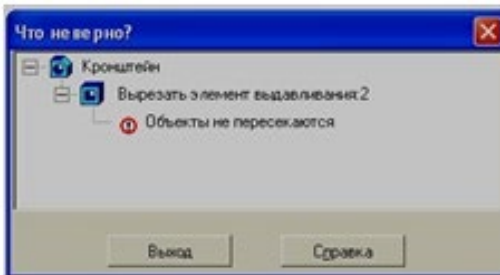 Что неверно?
Кронштейн
Вырезать элемент выдавливания:2
Объекты не пересекаются
Выход
Справка